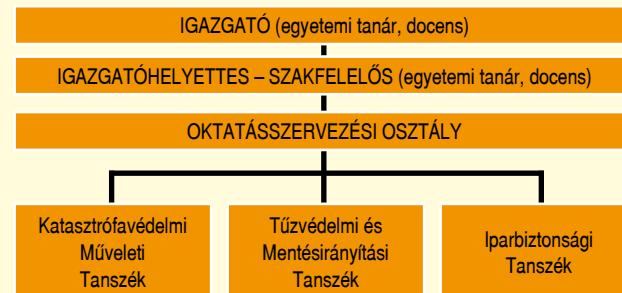 IGAZGATÓ (egyetemi tanár, docens)
IGAZGATÓHELYETTES – SZAKFELELŐS (egyetemi tanár, docens)
OKTATÁSSZERVEZÉSI OSZTÁLY
Katasztrófavédelmi
Műveleti
Tanszék
Tűzvédelmi és
Mentésirányítási
Tanszék
Iparbiztonsági
Tanszék